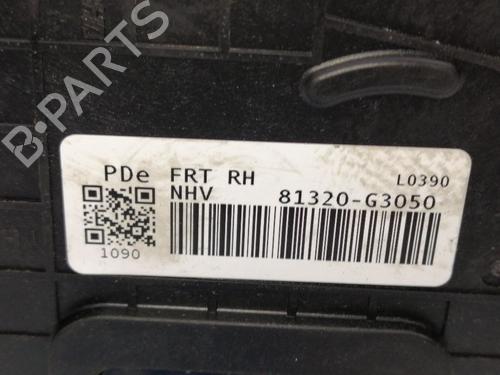 B-PARTS
PDe FRT RH L0390
NHV 81320-G3050
1090